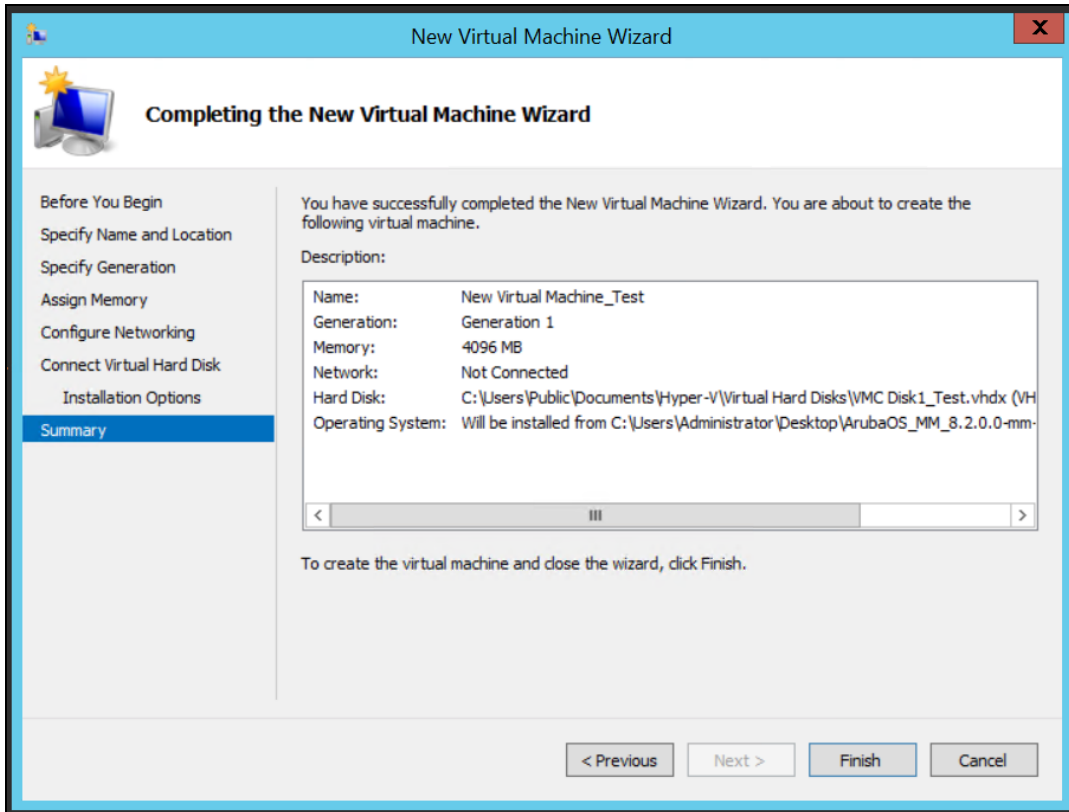 New Virtual Machine Wizard
X
Completing the New Virtual Machine Wizard
Before You Begin
Specify Name and Location
Specify Generation
Assign Memory
Configure Networking
Connect Virtual Hard Disk
Installation Options
Summary
You have successfully completed the New Virtual Machine Wizard. You are about to create the
following virtual machine.
Description:
Name: New Virtual Machine_Test
Generation: Generation 1
Memory: 4096 MB
Network: Not Connected
Hard Disk: C:\Users\Public\Documents\Hyper-V\Virtual Hard Disks\VMC Disk1_Test.vhdx (VH
Operating System: Will be installed from C:\Users\Administrator\Desktop\ArubaOS_MM_8.2.0.0-mm-
To create the virtual machine and close the wizard, click Finish.
< Previous
Next >
Finish
Cancel